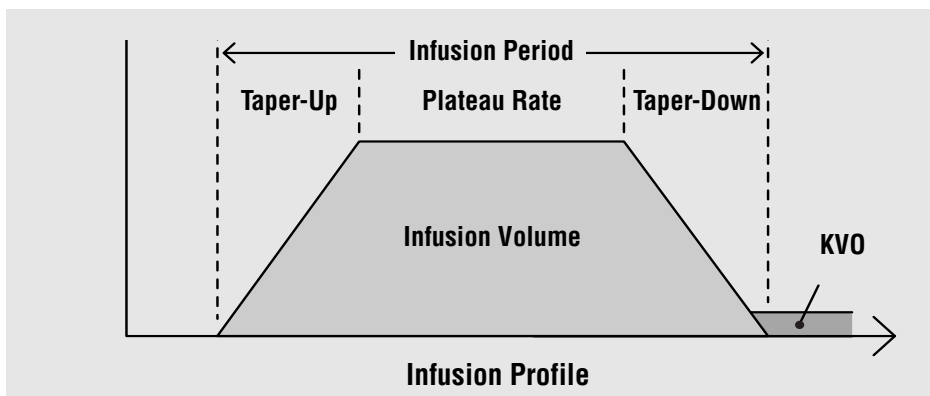 Infusion Period
Taper-Up
Plateau Rate
Taper-Down
Infusion Volume
KVO
Infusion Profile